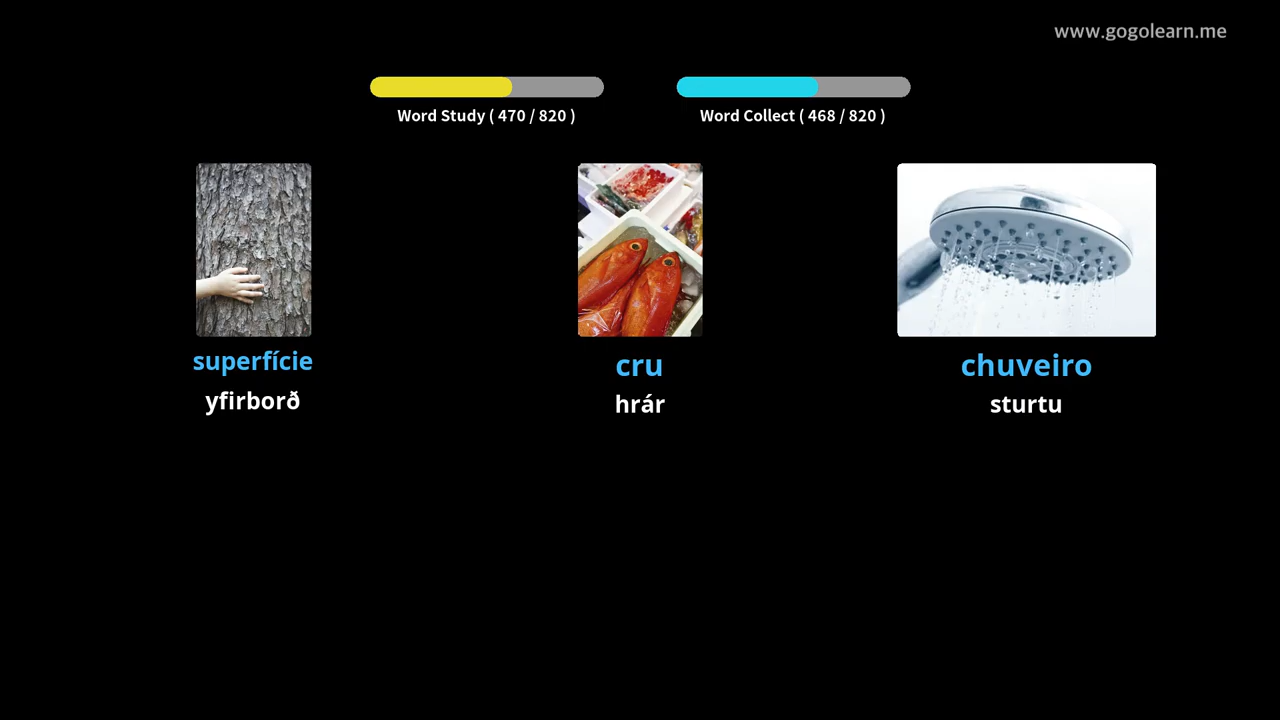 www.gogolearn.me
Word Study ( 470 / 820 )
Word Collect ( 468 / 820 )
superfície
yfirborð
cru
hrár
chuveiro
sturtu